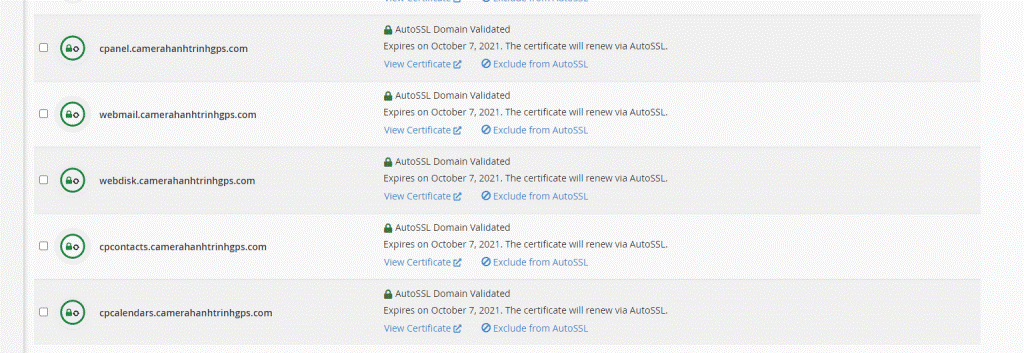 View Certificate Exclude from AutoSSL
AutoSSL Domain Validated
cpanel.camerahanhtrinhgps.com
Expires on October 7, 2021. The certificate will renew via AutoSSL.
View Certificate Exclude from AutoSSL
AutoSSL Domain Validated
webmail.camerahanhtrinhgps.com
Expires on October 7, 2021. The certificate will renew via AutoSSL.
View Certificate Exclude from AutoSSL
AutoSSL Domain Validated
webdisk.camerahanhtrinhgps.com
Expires on October 7, 2021. The certificate will renew via AutoSSL.
View Certificate Exclude from AutoSSL
AutoSSL Domain Validated
cpcontacts.camerahanhtrinhgps.com
Expires on October 7, 2021. The certificate will renew via AutoSSL.
View Certificate Exclude from AutoSSL
AutoSSL Domain Validated
cpcalendars.camerahanhtrinhgps.com
Expires on October 7, 2021. The certificate will renew via AutoSSL.
View Certificate Exclude from AutoSSL